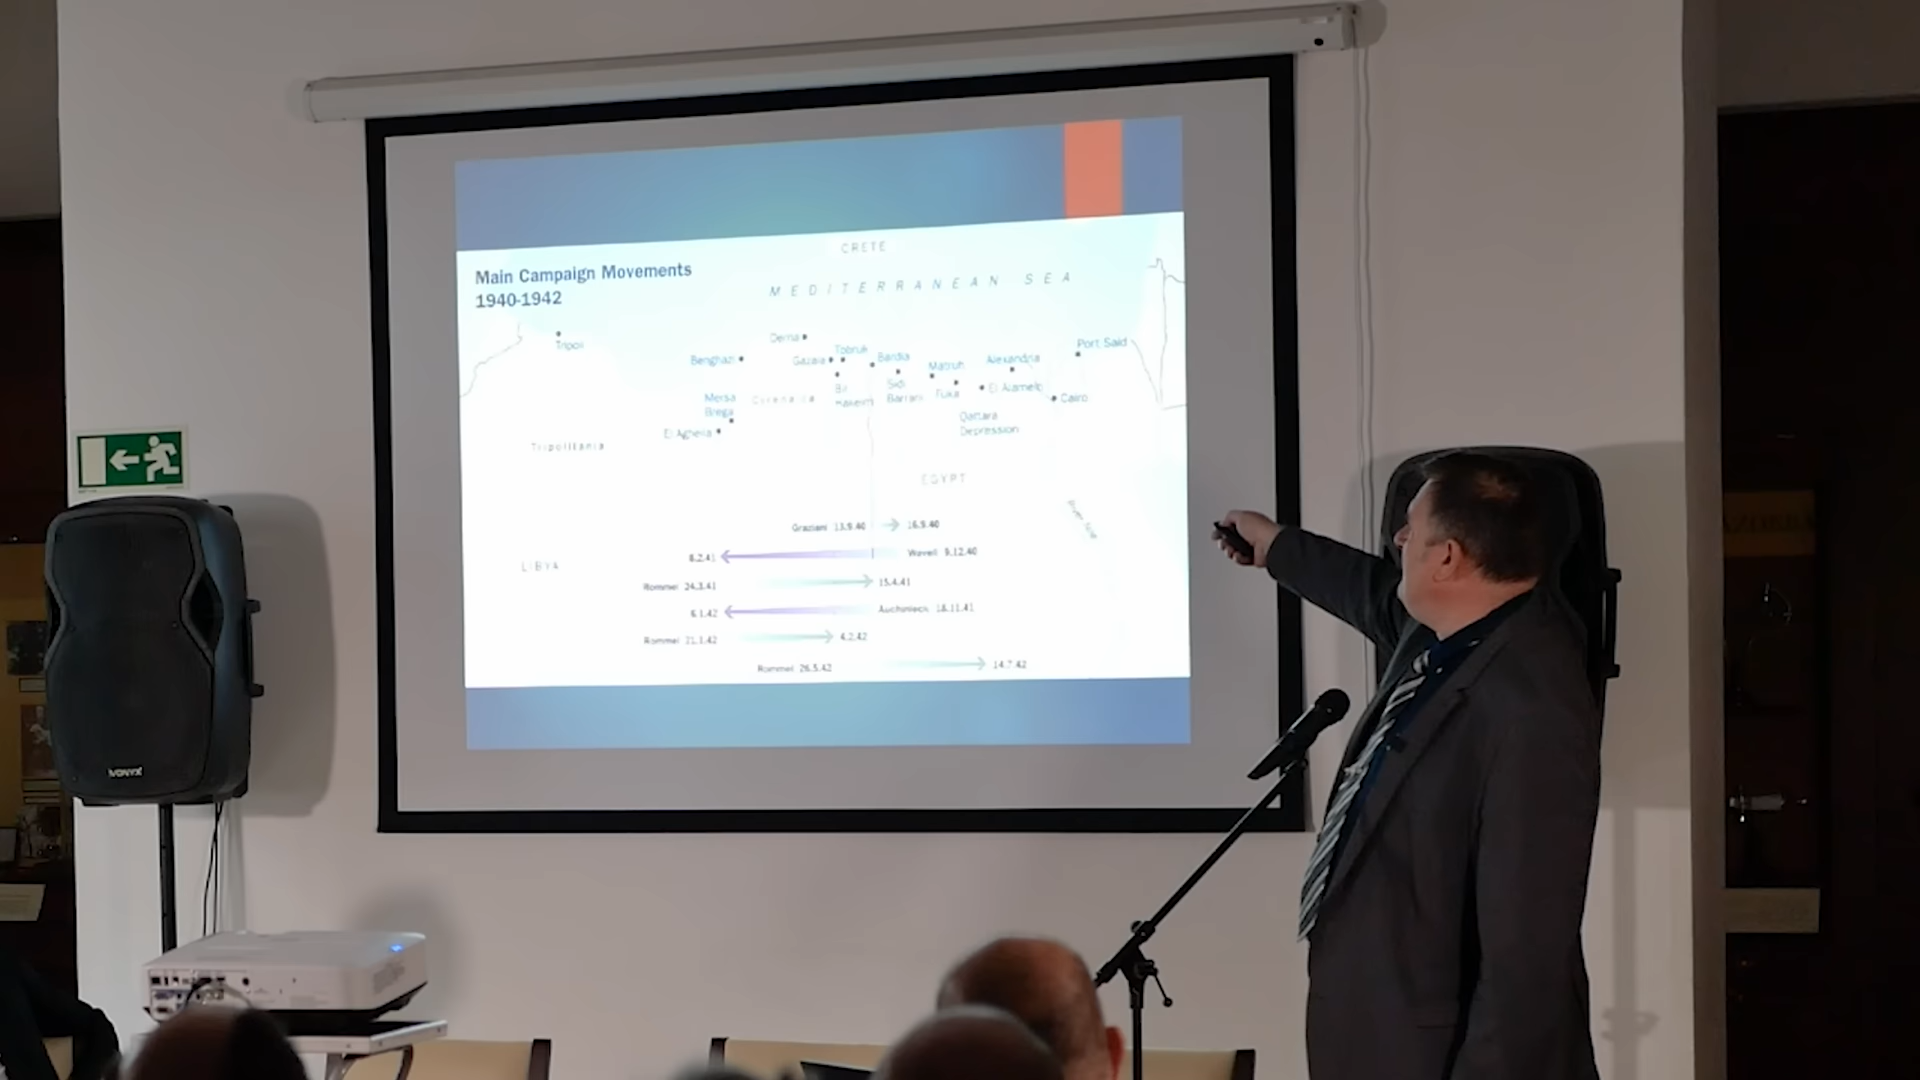 CRETE
Main Campaign Movements
1940-1942
MEDITERRANEAN SEA
Tripoli
Derna
Benghazi
Gazala
Tobruk
Bardia
Matruh
Alexandria
Port Said
Mersa
Brega
Cirenaica
Bir
Hakeim
Sidi
Barrani
Fuka
El Alamein
Cairo
El Agheila
Qattara
Depression
Tripolitania
EGYPT
River Nile
LIBYA
Graziani 13.9.40 16.9.40
8.2.41 Wavell 9.12.40
Rommel 24.3.41 15.4.41
6.1.42 Auchinleck 18.11.41
Rommel 21.1.42 4.2.42
Rommel 26.5.42 14.7.42
VONYX